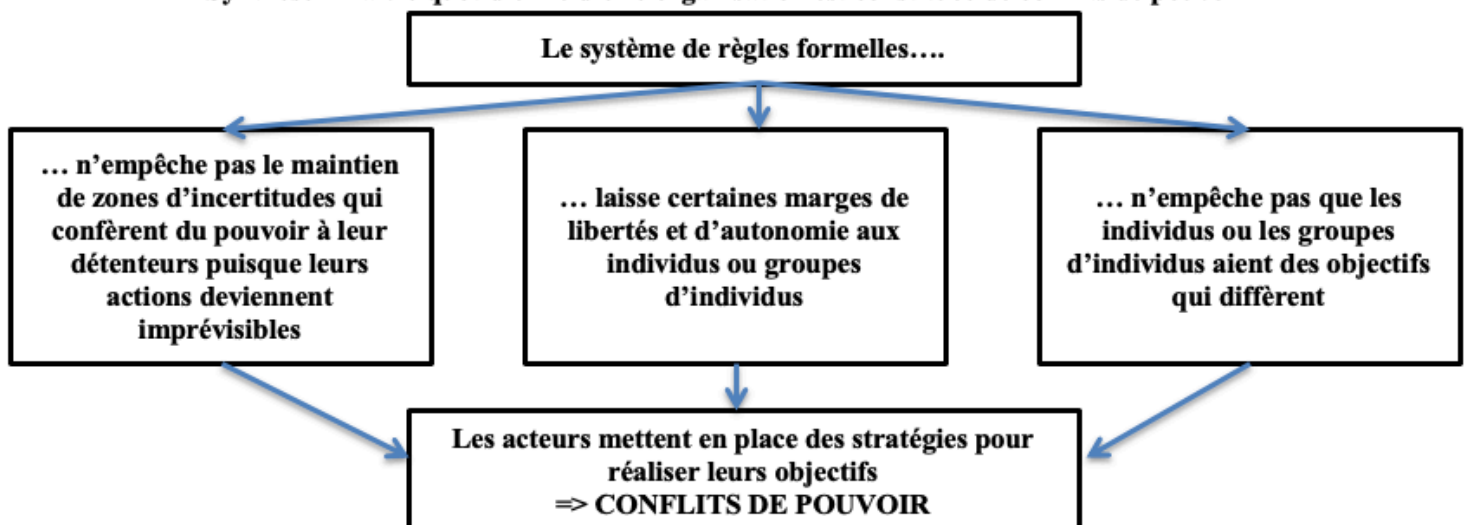 Le système de règles formelles….
… n'empêche pas le maintien
de zones d'incertitudes qui
confèrent du pouvoir à leur
détenteurs puisque leurs
actions deviennent
imprévisibles
… laisse certaines marges de
libertés et d'autonomie aux
individus ou groupes
d'individus
… n'empêche pas que les
individus ou les groupes
d'individus aient des objectifs
qui diffèrent
Les acteurs mettent en place des stratégies pour
réaliser leurs objectifs
=> CONFLITS DE POUVOIR